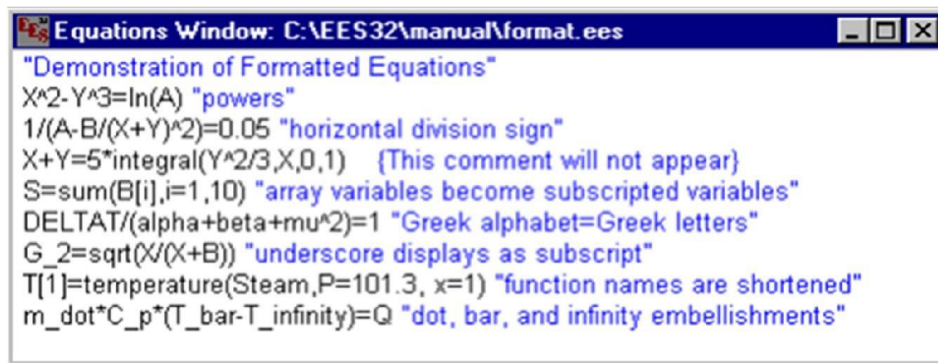 EES Equations Window: C:\EES32\manual\format.ees
"Demonstration of Formatted Equations"
X^2-Y^3=ln(A) "powers"
1/(A-B/(X+Y)^2)=0.05 "horizontal division sign"
X+Y=5*integral(Y^2/3,X,0,1) {This comment will not appear}
S=sum(B[i],i=1,10) "array variables become subscripted variables"
DELTAT/(alpha+beta+mu^2)=1 "Greek alphabet=Greek letters"
G_2=sqrt(X/(X+B)) "underscore displays as subscript"
T[1]=temperature(Steam,P=101.3, x=1) "function names are shortened"
m_dot*C_p*(T_bar-T_infinity)=Q "dot, bar, and infinity embellishments"